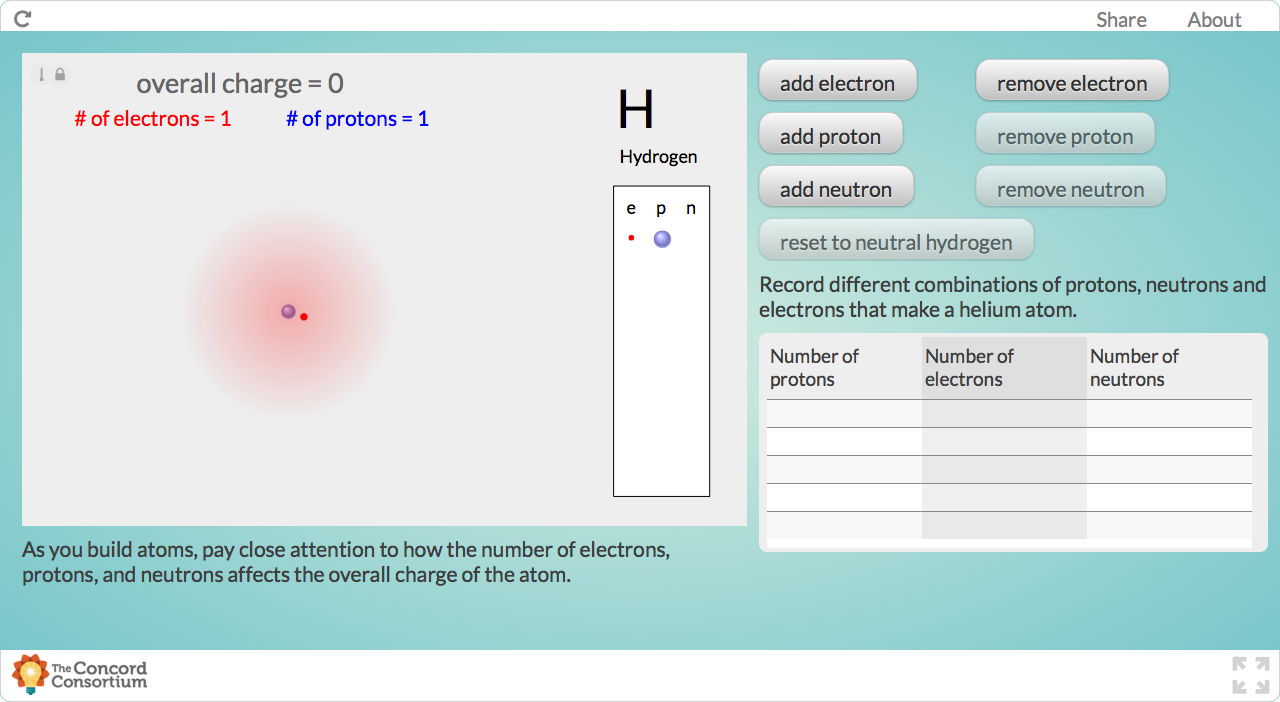 Share About
overall charge = 0
# of electrons = 1 # of protons = 1
H
Hydrogen
e p n
add electron remove electron
add proton remove proton
add neutron remove neutron
reset to neutral hydrogen
Record different combinations of protons, neutrons and
electrons that make a helium atom.
Number of Number of Number of
protons electrons neutrons
As you build atoms, pay close attention to how the number of electrons,
protons, and neutrons affects the overall charge of the atom.
The Concord
Consortium